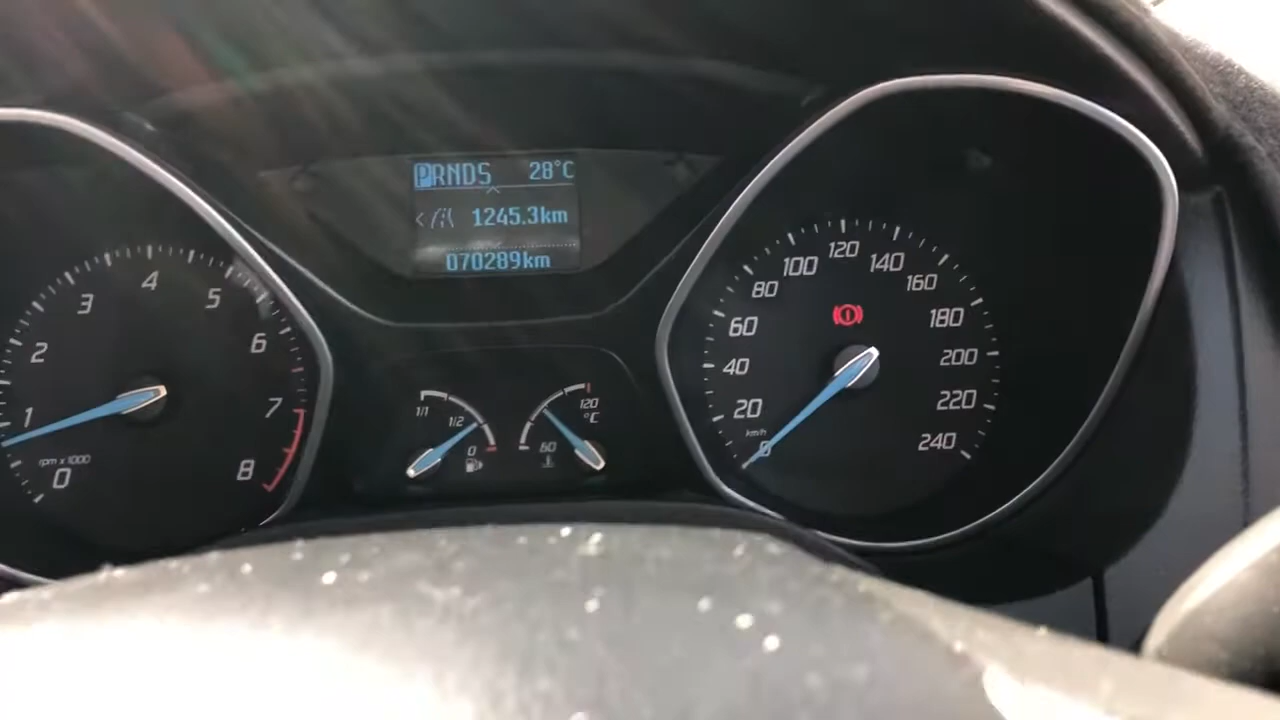 PRNDS 28°C
1245.3km
070289km
0 1 2 3 4 5 6 7 8
rpm x 1000
1/1 1/2 0
60 120
°C
0 20 40 60 80 100 120 140 160 180 200 220 240
km/h